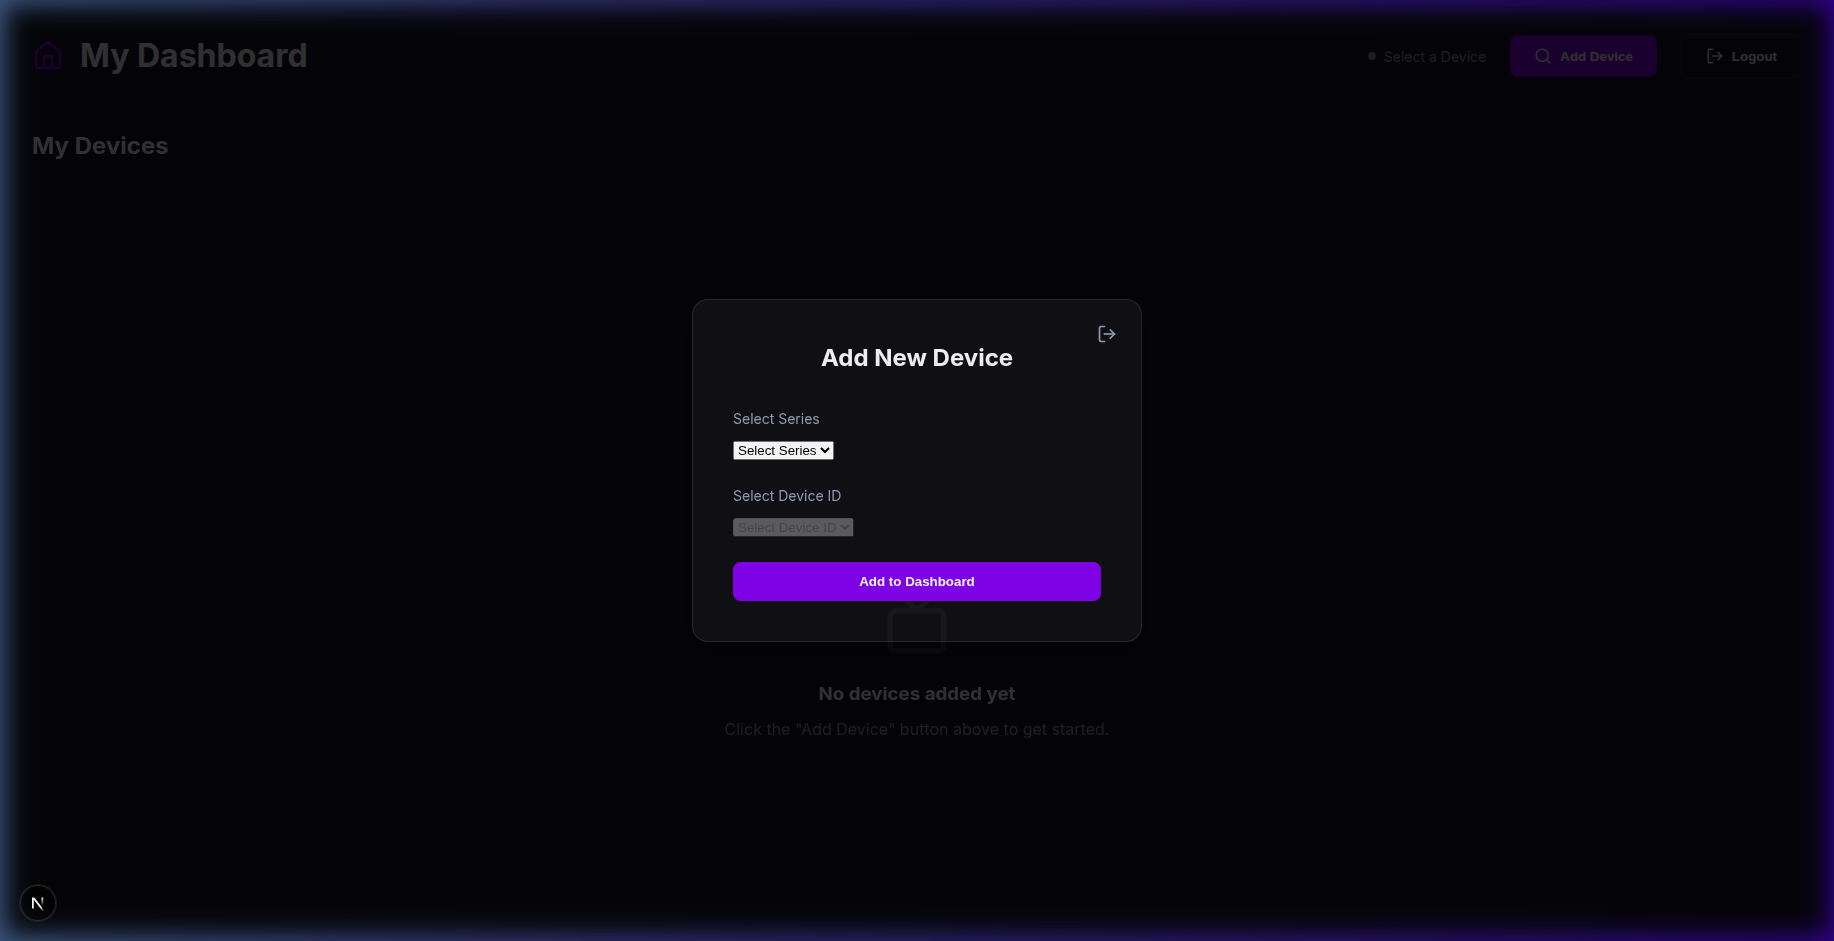 My Dashboard
Select a Device
Add Device
Logout
My Devices
Add New Device
Select Series
Select Series
Select Device ID
Select Device ID
Add to Dashboard
No devices added yet
Click the "Add Device" button above to get started.
N